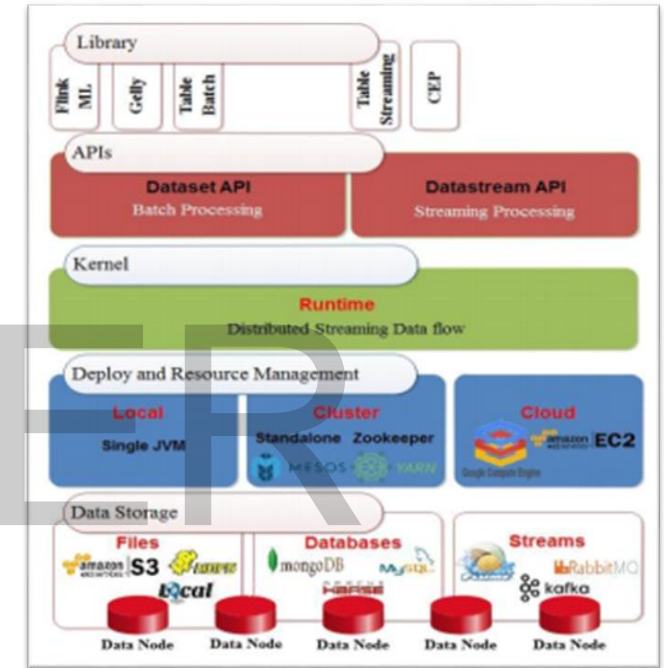 Library
Flink ML
Gelly
Table Batch
Table Streaming
CEP
APIs
Dataset API
Batch Processing
Datastream API
Streaming Processing
Kernel
Runtime
Distributed Streaming Data flow
Deploy and Resource Management
Local
Single JVM
Cluster
Standalone Zookeeper
MESOS YARN
Cloud
Google Compute Engine
amazon EC2
Data Storage
Files
amazon S3
Local
Databases
mongoDB
MySQL
APACHE HBASE
Streams
RabbitMQ
kafka
Data Node
Data Node
Data Node
Data Node
Data Node
ER